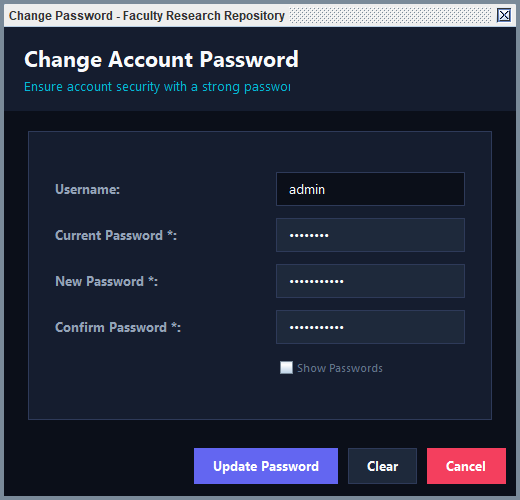 Change Password - Faculty Research Repository
Change Account Password
Ensure account security with a strong passwor
Username:
admin
Current Password *:
••••••••
New Password *:
•••••••••••
Confirm Password *:
•••••••••••
Show Passwords
Update Password
Clear
Cancel